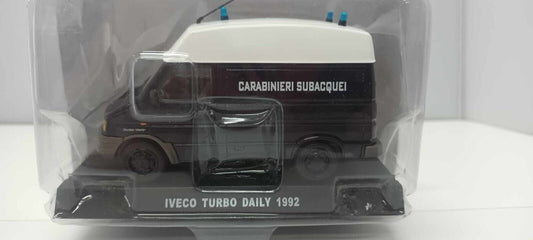 CARABINIERI SUBACQUEI
IVECO TURBO DAILY 1992